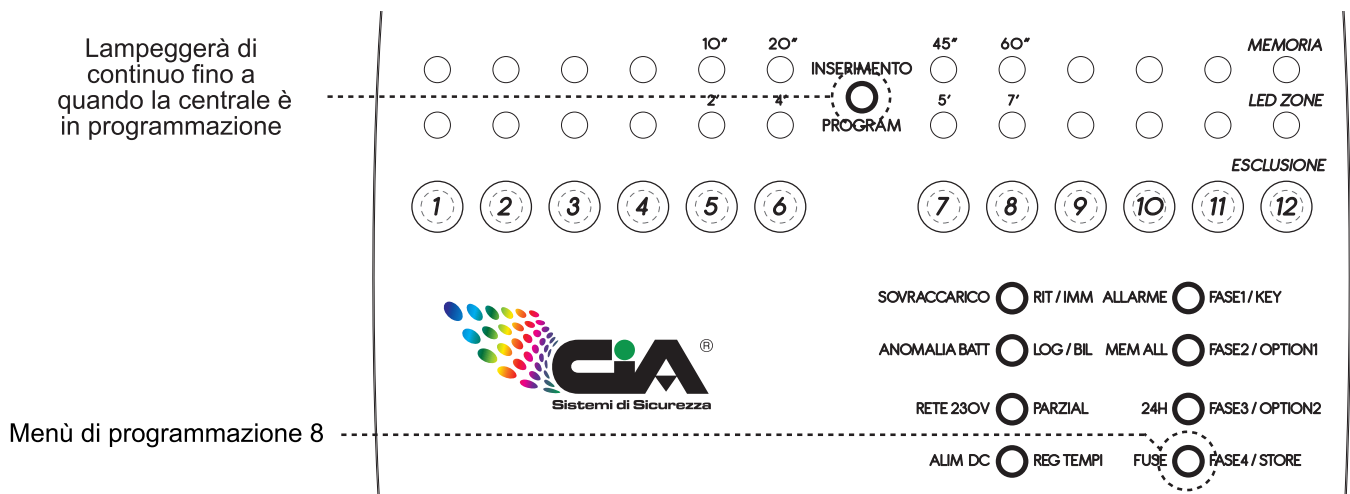 Lampeggerà di
continuo fino a
quando la centrale è
in programmazione
10” 20” 45” 60” MEMORIA
INSERIMENTO
2’ 4’ 5’ 7’ LED ZONE
PROGRAM
ESCLUSIONE
1 2 3 4 5 6 7 8 9 10 11 12
SOVRACCARICO RIT / IMM ALLARME FASE1 / KEY
ANOMALIA BATT LOG / BIL MEM ALL FASE2 / OPTION1
RETE 230V PARZIAL 24H FASE3 / OPTION2
ALIM DC REG TEMPI FUSE FASE4 / STORE
CiA ®
Sistemi di Sicurezza
Menù di programmazione 8